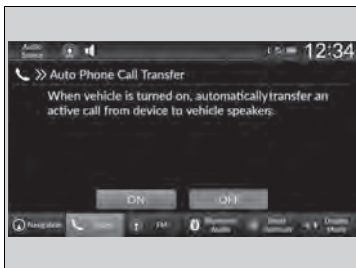 Audio
12:34
Auto Phone Call Transfer
When vehicle is turned on, automatically transfer an
active call from device to vehicle speakers.
ON OFF
Navigation FM Bluetooth Audio